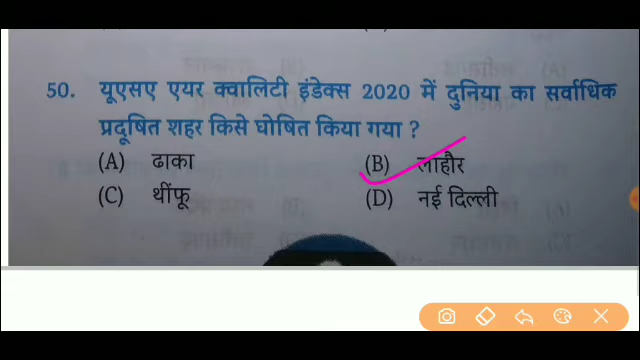 50. यूएसए एयर क्वालिटी इंडेक्स 2020 में दुनिया का सर्वाधिक
प्रदूषित शहर किसे घोषित किया गया ?
(A) ढाका (B) लाहौर
(C) थींफू (D) नई दिल्ली